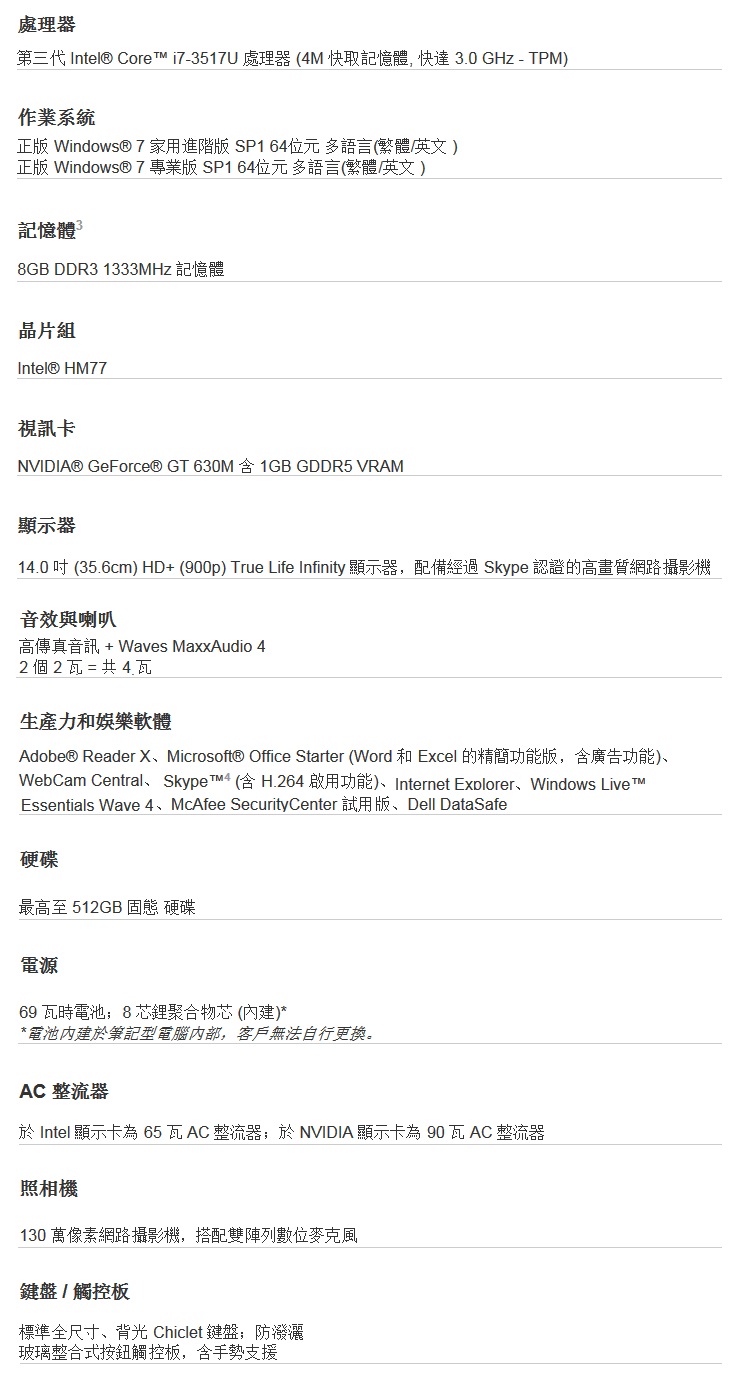 處理器
第三代 Intel® Core™ i7-3517U 處理器 (4M 快取記憶體, 快達 3.0 GHz - TPM)
作業系統
正版 Windows® 7 家用進階版 SP1 64位元 多語言(繁體/英文 )
正版 Windows® 7 專業版 SP1 64位元 多語言(繁體/英文 )
記憶體3
8GB DDR3 1333MHz 記憶體
晶片組
Intel® HM77
視訊卡
NVIDIA® GeForce® GT 630M 含 1GB GDDR5 VRAM
顯示器
14.0 吋 (35.6cm) HD+ (900p) True Life Infinity 顯示器，配備經過 Skype 認證的高畫質網路攝影機
音效與喇叭
高傳真音訊 + Waves MaxxAudio 4
2 個 2 瓦 = 共 4 瓦
生產力和娛樂軟體
Adobe® Reader X、Microsoft® Office Starter (Word 和 Excel 的精簡功能版，含廣告功能)、
WebCam Central、 Skype™4 (含 H.264 啟用功能)、Internet Explorer、Windows Live™
Essentials Wave 4、McAfee SecurityCenter 試用版、Dell DataSafe
硬碟
最高至 512GB 固態 硬碟
電源
69 瓦時電池；8 芯鋰聚合物芯 (內建)*
*電池內建於筆記型電腦內部，客戶無法自行更換。
AC 整流器
於 Intel 顯示卡為 65 瓦 AC 整流器；於 NVIDIA 顯示卡為 90 瓦 AC 整流器
照相機
130 萬像素網路攝影機，搭配雙陣列數位麥克風
鍵盤 / 觸控板
標準全尺寸、背光 Chiclet 鍵盤；防潑灑
玻璃整合式按鈕觸控板，含手勢支援